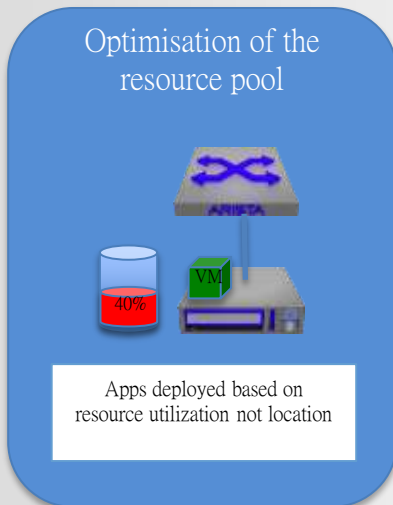 Optimisation of the
resource pool
ARISTA
VM
40%
Apps deployed based on
resource utilization not location